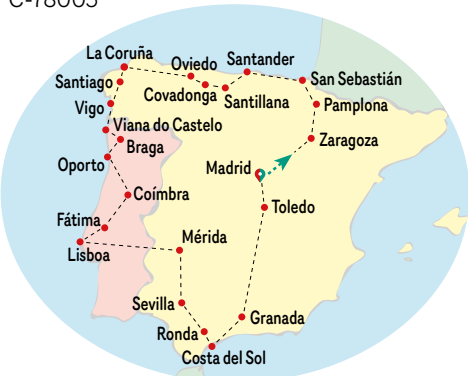 C-78005
La Coruña
Oviedo
Santander
San Sebastián
Santiago
Covadonga
Santillana
Vigo
Pamplona
Viana do Castelo
Braga
Zaragoza
Oporto
Madrid
Coímbra
Toledo
Fátima
Mérida
Lisboa
Sevilla
Granada
Ronda
Costa del Sol